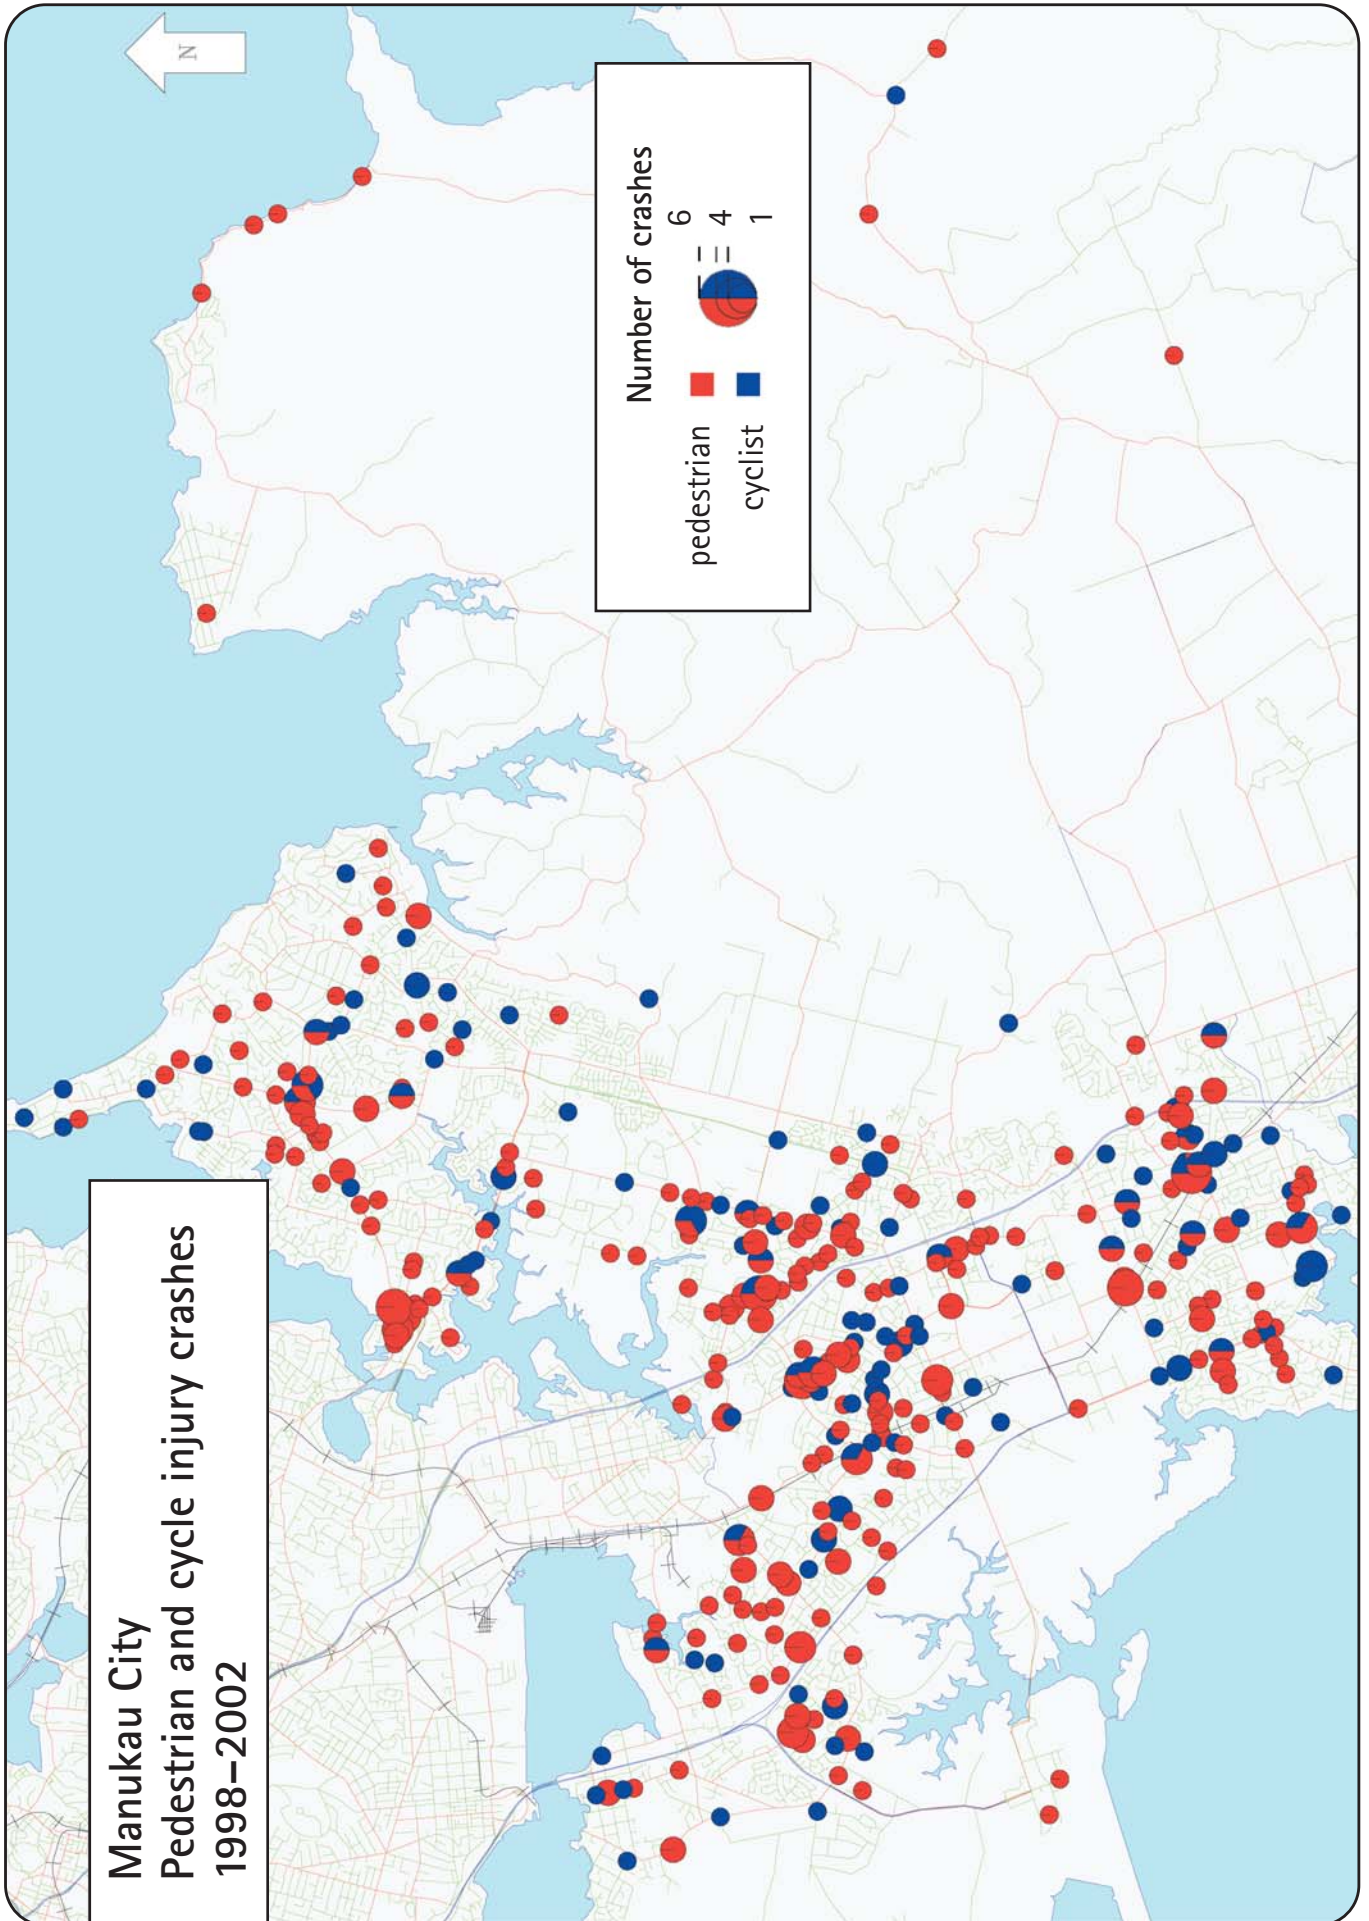 Manukau City
Pedestrian and cycle injury crashes
1998–2002
N
Number of crashes
pedestrian
cyclist
6
4
1